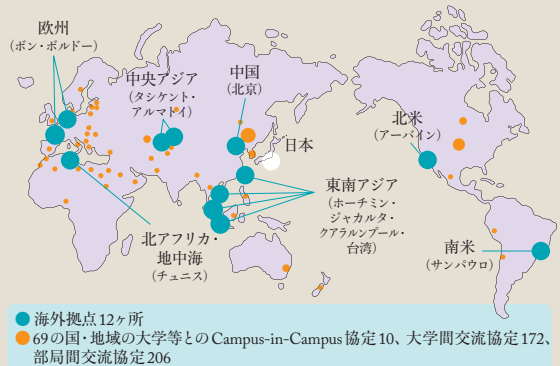 欧州
（ボン・ボルドー）
中央アジア
（タシケント・
アルマトイ）
中国
（北京）
日本
北米
（アーバイン）
東南アジア
（ホーチミン・
ジャカルタ・
クアラルンプール・
台湾）
北アフリカ・
地中海
（チュニス）
南米
（サンパウロ）
海外拠点12ヶ所
69の国・地域の大学等とのCampus-in-Campus協定10、大学間交流協定172、
部局間交流協定206